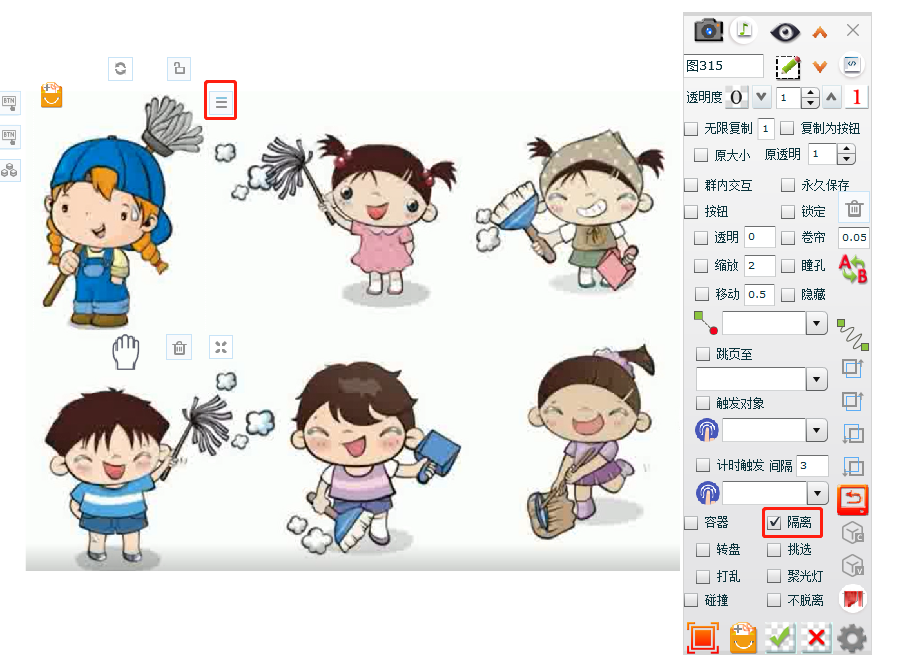 BTN
BTN
图315
透明度 0 1 1
无限复制 1 复制为按钮
原大小 原透明 1
群内交互 永久保存
按钮 锁定
透明 0 卷帘 0.05
缩放 2 瞳孔 A B
移动 0.5 隐藏
跳页至
触发对象
计时触发 间隔 3
容器 隔离
转盘 挑选
打乱 聚光灯
碰撞 不脱离